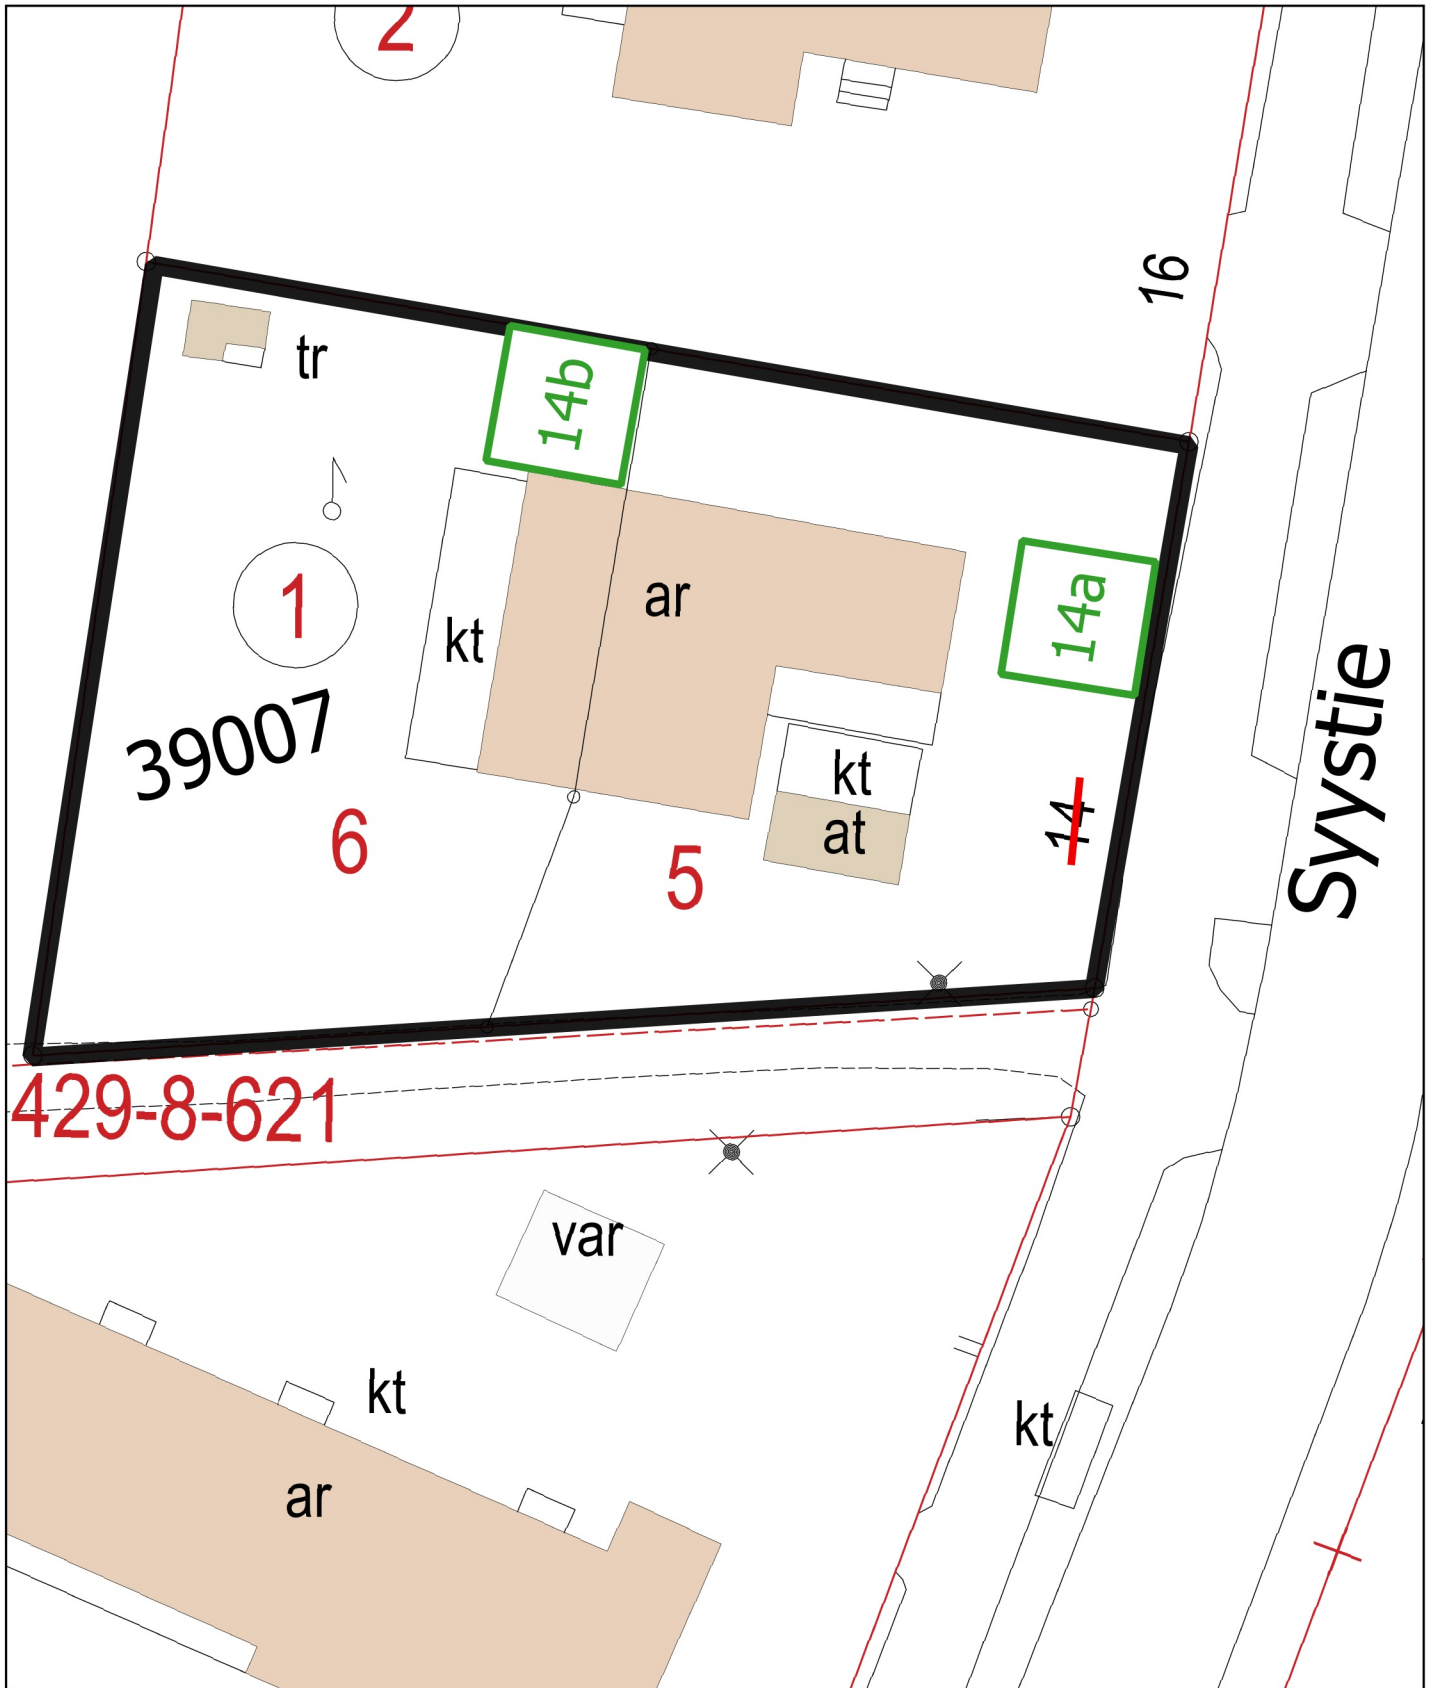 2
16
tr
14b
1
ar
14a
kt
39007
Syystie
kt
14
at
6
5
429-8-621
var
kt
kt
ar